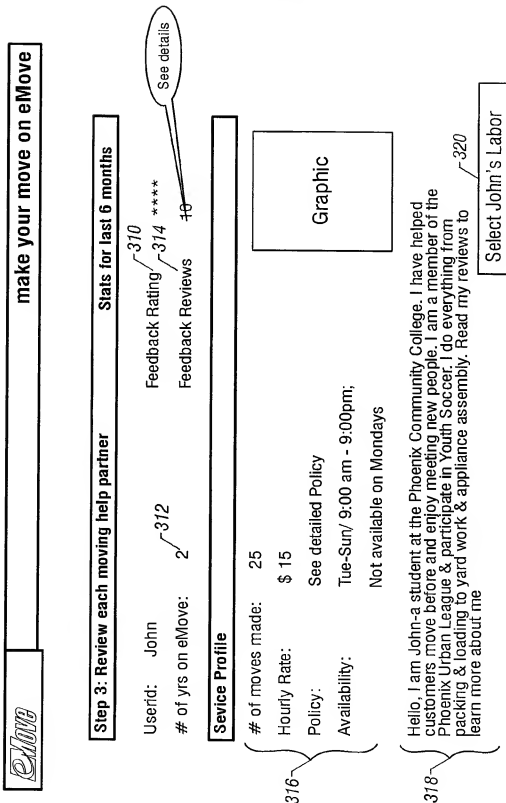 eMove
make your move on eMove
Step 3: Review each moving help partner Stats for last 6 months
Userid: John Feedback Rating 310 ****
# of yrs on eMove: 2 312 Feedback Reviews 314 10
See details
Sevice Profile
# of moves made: 25
Hourly Rate: $ 15
Policy: See detailed Policy
Availability: Tue-Sun/ 9:00 am - 9:00pm;
Not available on Mondays
316
Graphic
Hello, I am John-a student at the Phoenix Community College. I have helped
customers move before and enjoy meeting new people. I am a member of the
Phoenix Urban League & participate in Youth Soccer. I do everything from
packing & loading to yard work & appliance assembly. Read my reviews to
learn more about me
318
320
Select John's Labor